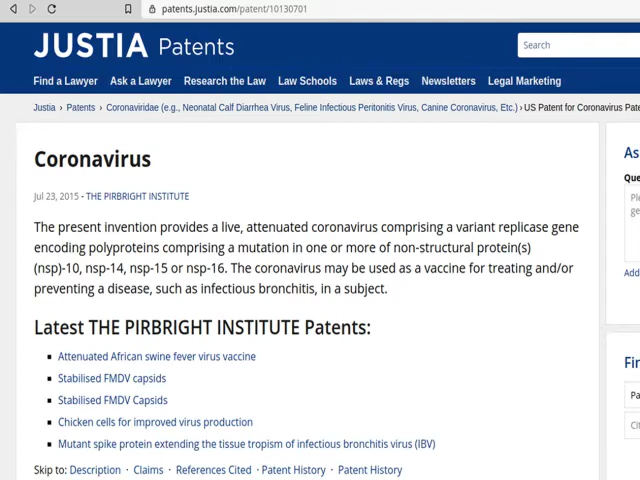 patents.justia.com/patent/10130701
JUSTIA Patents
Search
Find a Lawyer Ask a Lawyer Research the Law Law Schools Laws & Regs Newsletters Legal Marketing
Justia › Patents › Coronaviridae (e.g., Neonatal Calf Diarrhea Virus, Feline Infectious Peritonitis Virus, Canine Coronavirus, Etc.) › US Patent for Coronavirus Pate
Coronavirus
Jul 23, 2015 - THE PIRBRIGHT INSTITUTE
The present invention provides a live, attenuated coronavirus comprising a variant replicase gene
encoding polyproteins comprising a mutation in one or more of non-structural protein(s)
(nsp)-10, nsp-14, nsp-15 or nsp-16. The coronavirus may be used as a vaccine for treating and/or
preventing a disease, such as infectious bronchitis, in a subject.
Latest THE PIRBRIGHT INSTITUTE Patents:
Attenuated African swine fever virus vaccine
Stabilised FMDV capsids
Stabilised FMDV Capsids
Chicken cells for improved virus production
Mutant spike protein extending the tissue tropism of infectious bronchitis virus (IBV)
Skip to: Description · Claims · References Cited · Patent History · Patent History
As
Que
Ple
ge
Add
Fin
Pa
Cit